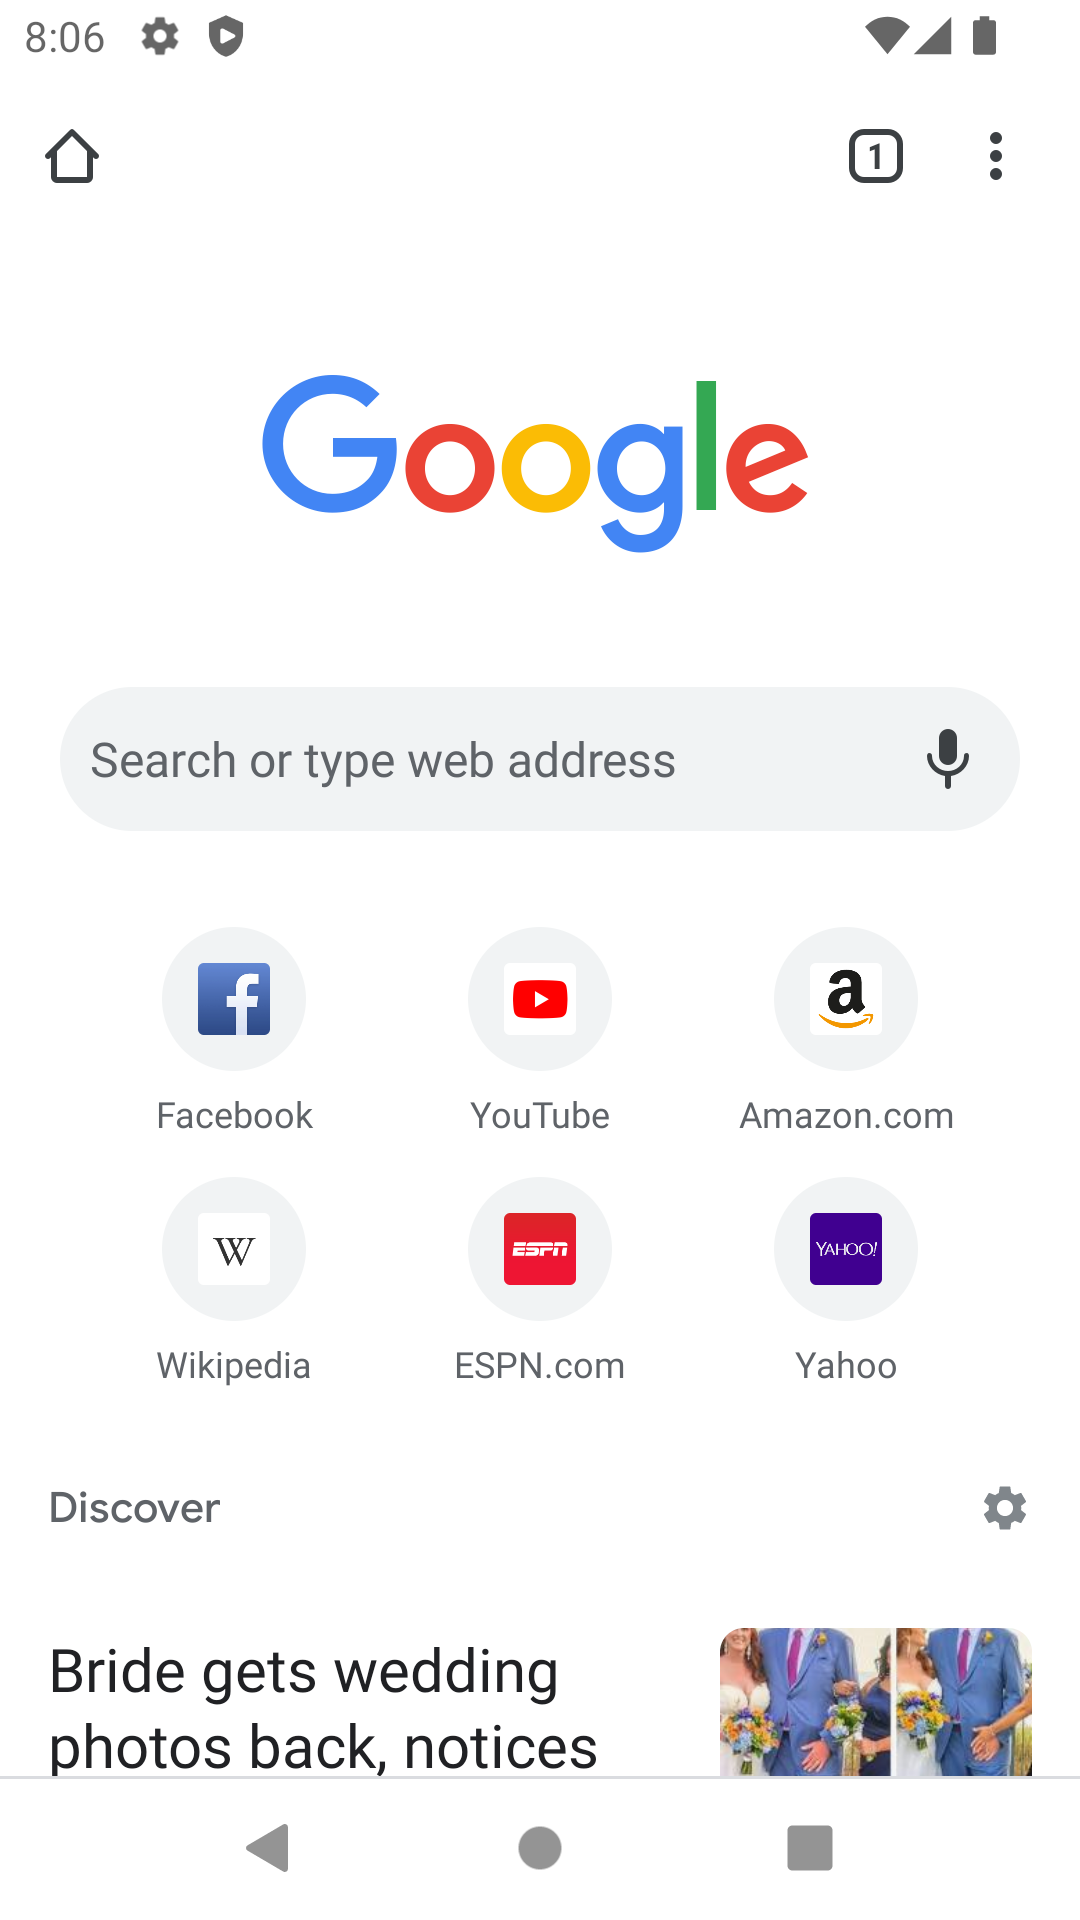 8:06
1
Google
Search or type web address
Facebook
YouTube
a
Amazon.com
W
Wikipedia
ESPN
ESPN.com
YAHOO!
Yahoo
Discover
Bride gets wedding
photos back, notices